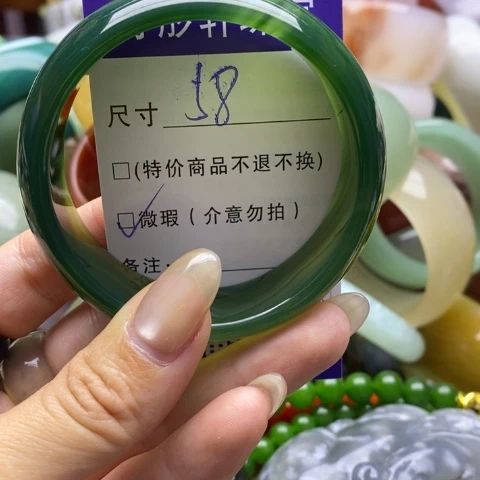 尺寸 58
□(特价商品不退不换)
☑微瑕(介意勿拍)
备注: